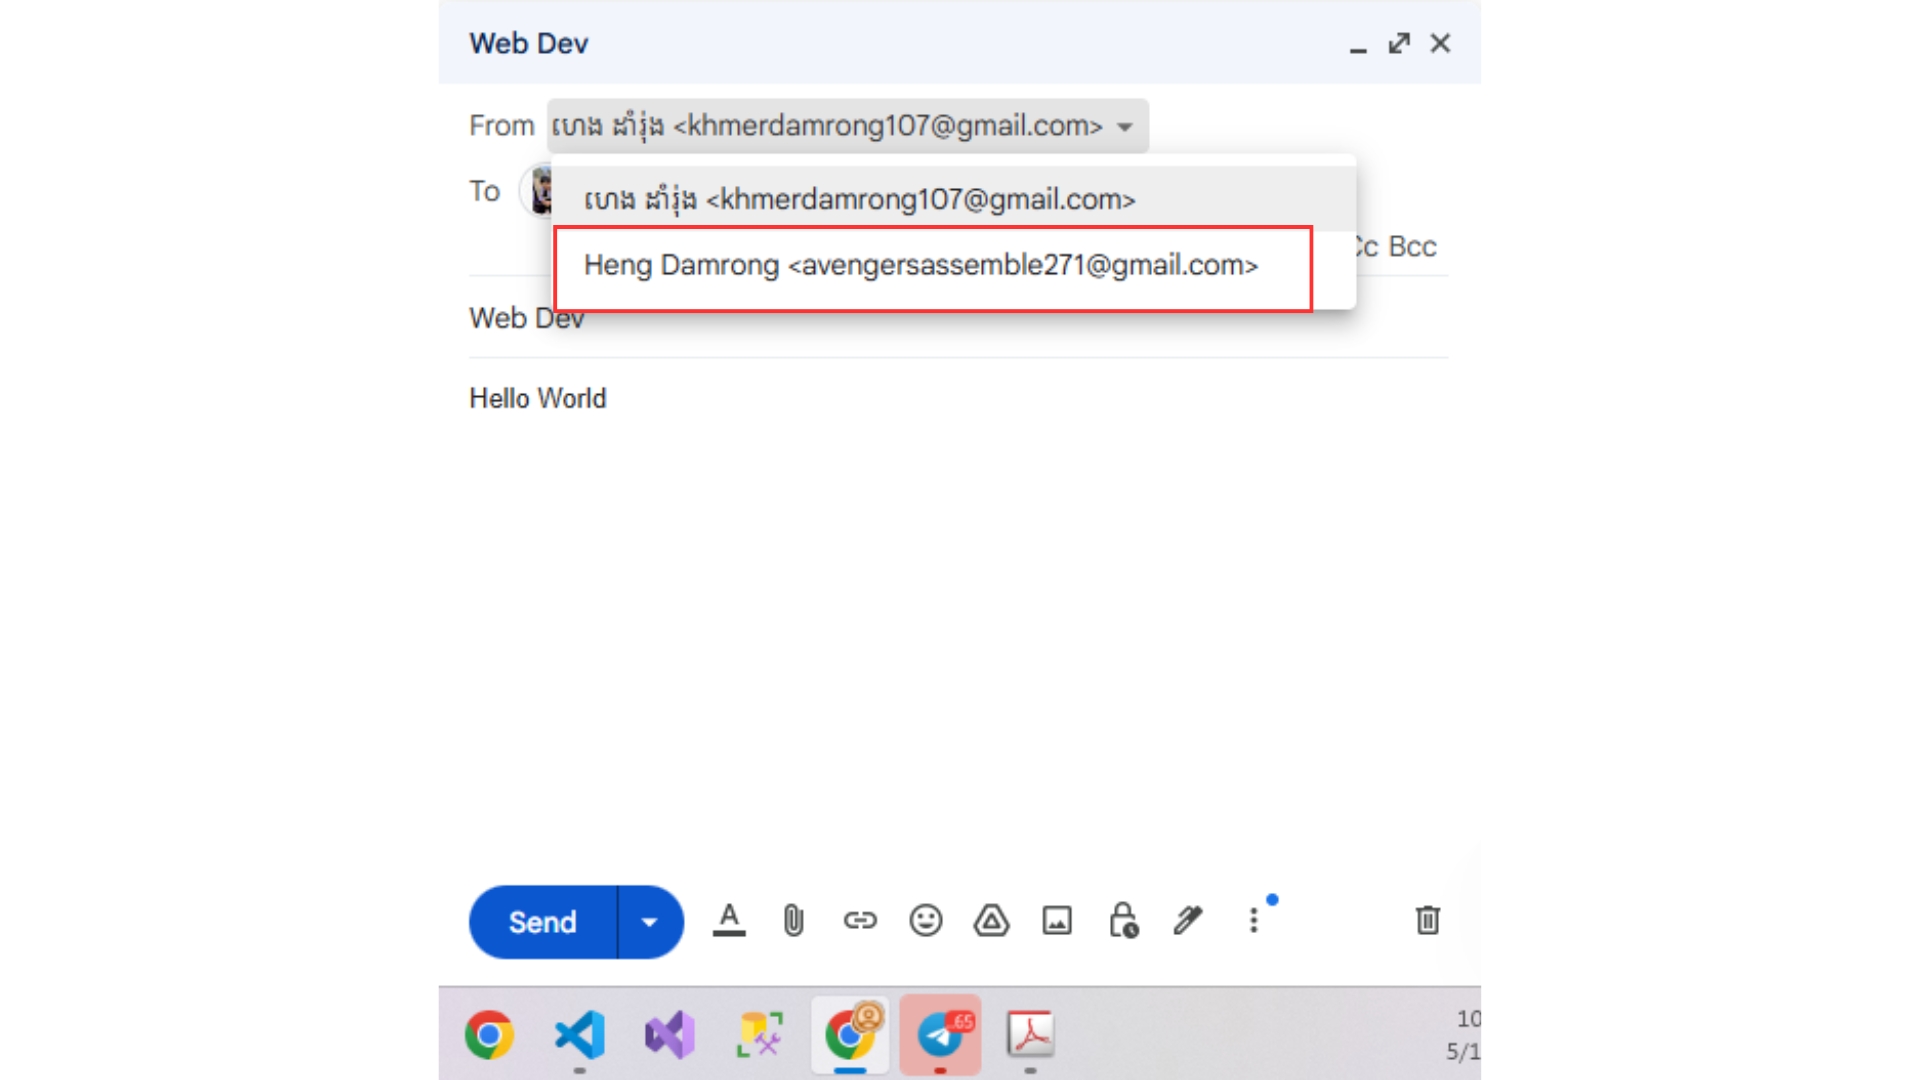 Web Dev
From ហេង ដាំរ៉ុង <khmerdamrong107@gmail.com>
To
ហេង ដាំរ៉ុង <khmerdamrong107@gmail.com>
Cc Bcc
Heng Damrong <avengersassemble271@gmail.com>
Web Dev
Hello World
Send
65
10
5/1